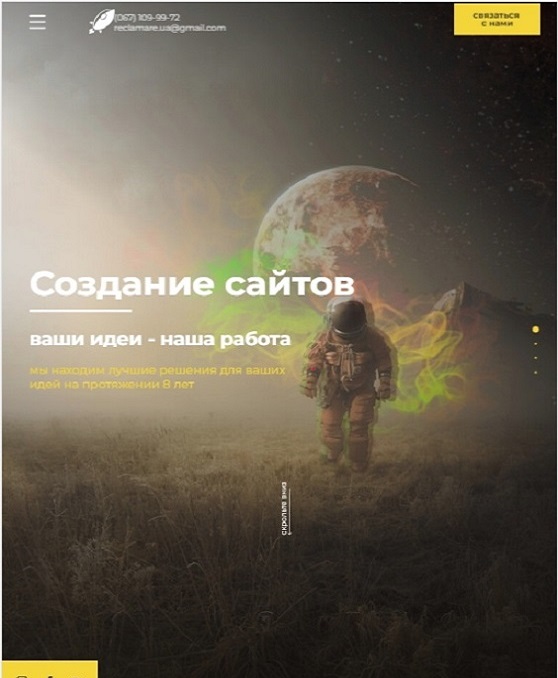 (067) 109-99-72
reclamare.ua@gmail.com
связаться
с нами
Создание сайтов
ваши идеи - наша работа
мы находим лучшие решения для ваших
идей на протяжении 8 лет
скрольте вниз